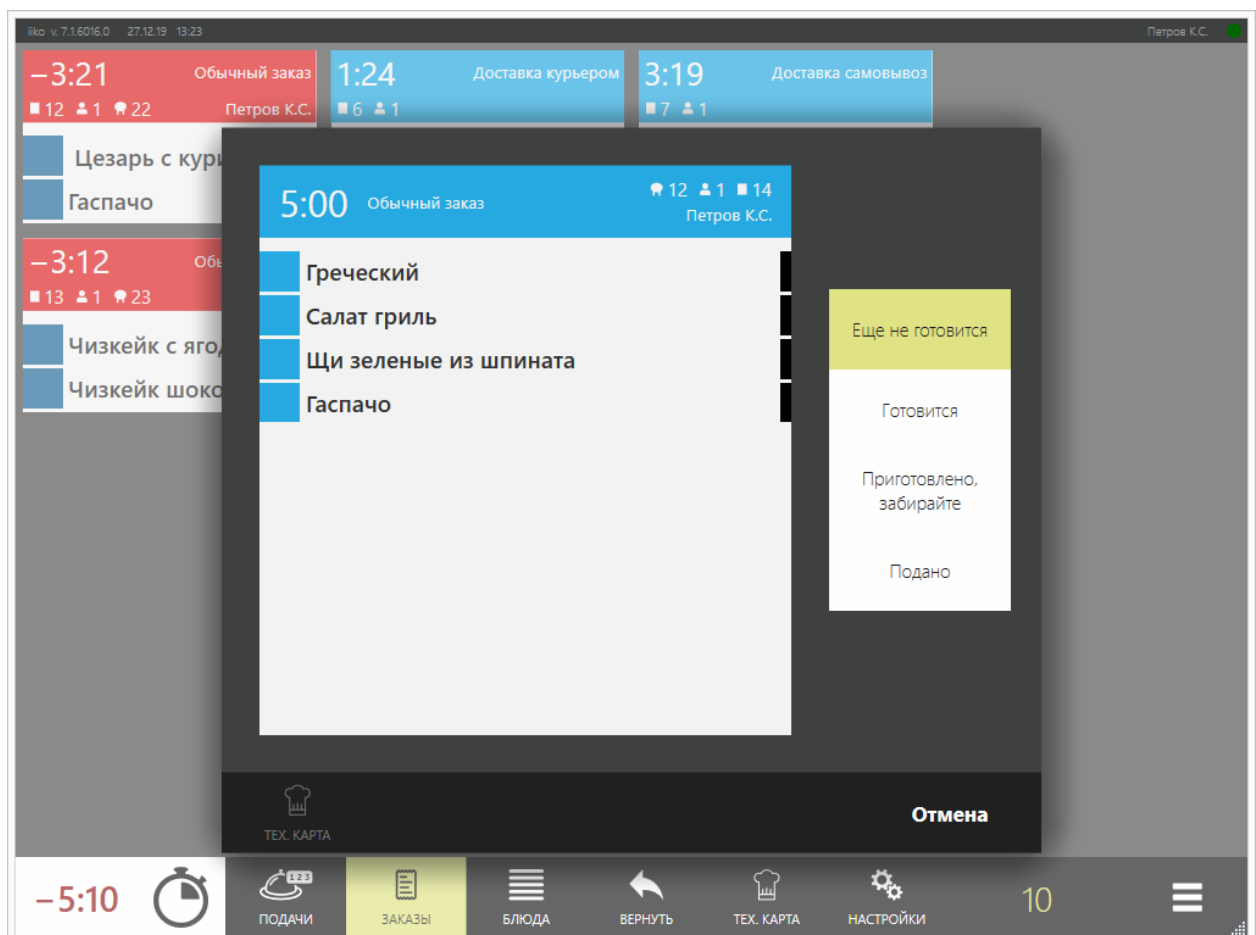 iiko v. 7.1.6016.0 27.12.19 13:23 Петров К.С.
–3:21 Обычный заказ
12 1 22 Петров К.С.
Цезарь с кури
Гаспачо
1:24 Доставка курьером
6 1
3:19 Доставка самовывоз
7 1
–3:12
13 1 23
Чизкейк с яго
Чизкейк шоко
5:00 Обычный заказ 12 1 14
Петров К.С.
Греческий
Салат гриль
Щи зеленые из шпината
Гаспачо
Еще не готовится
Готовится
Приготовлено,
забирайте
Подано
ТЕХ. КАРТА
Отмена
–5:10
123
ПОДАЧИ
ЗАКАЗЫ
БЛЮДА
ВЕРНУТЬ
ТЕХ. КАРТА
НАСТРОЙКИ
10